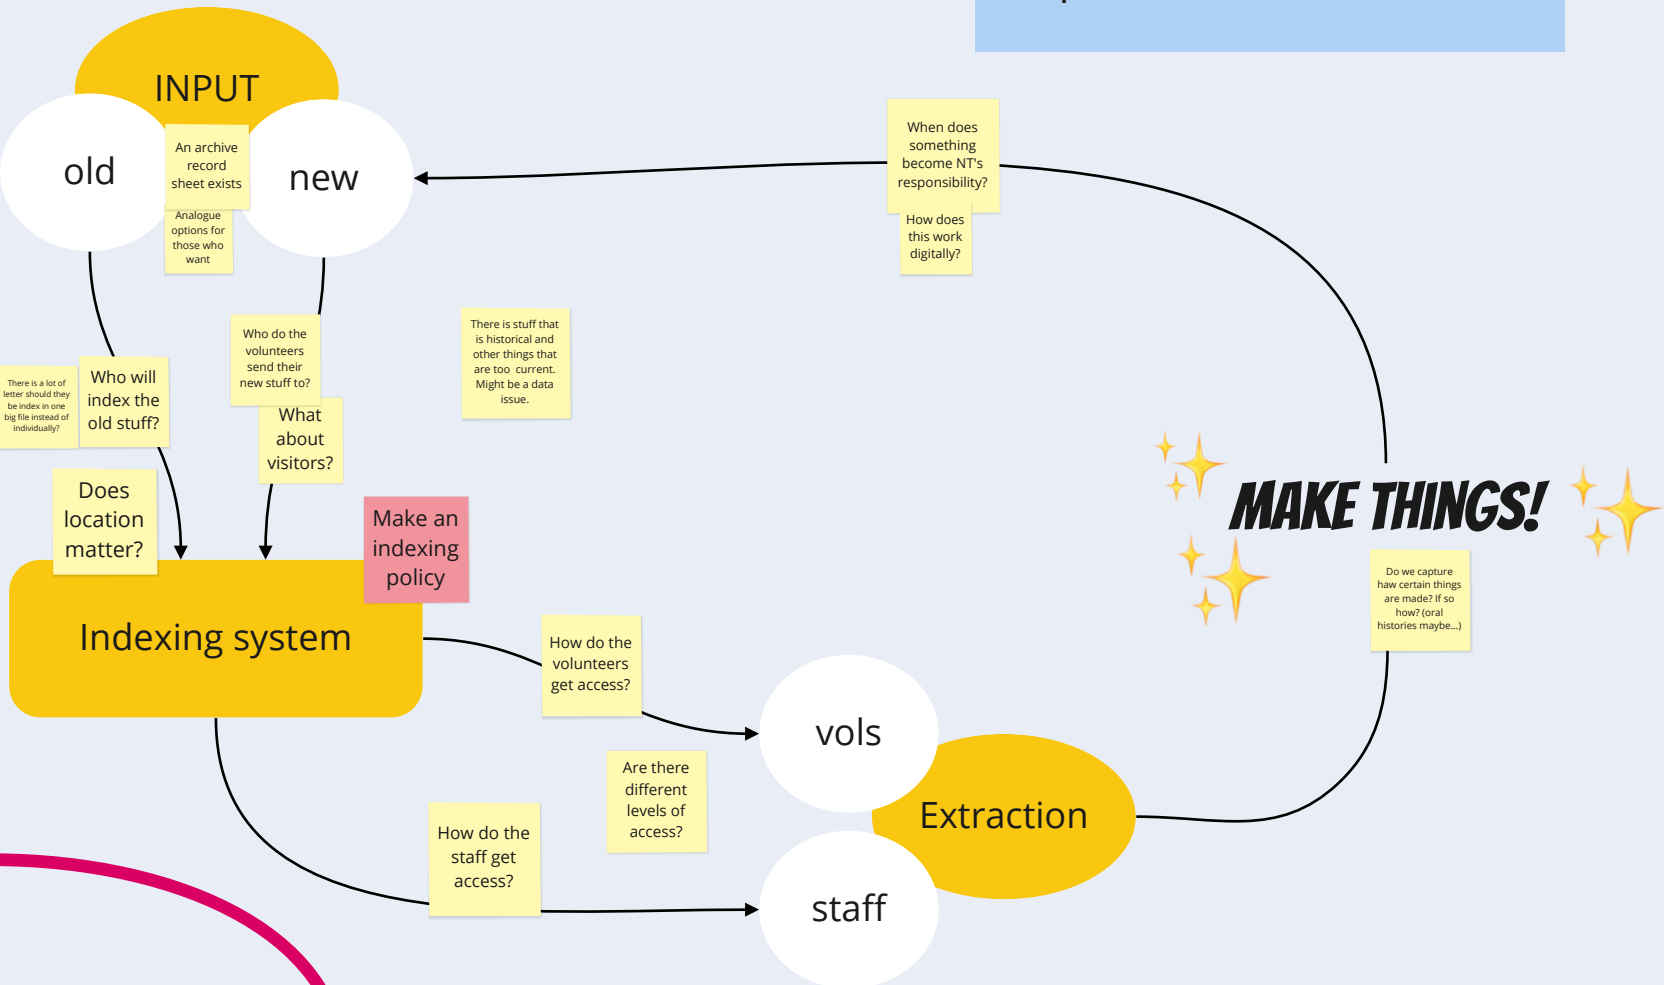 INPUT
old
An archive
record
sheet exists
new
Analogue
options for
those who
want
When does
something
become NT's
responsibility?
How does
this work
digitally?
There is a lot of
letter should they
be index in one
big file instead of
individually?
Who will
index the
old stuff?
Who do the
volunteers
send their
new stuff to?
What
about
visitors?
There is stuff that
is historical and
other things that
are too current.
Might be a data
issue.
Does
location
matter?
Make an
indexing
policy
MAKE THINGS!
Do we capture
haw certain things
are made? If so
how? (oral
histories maybe...)
Indexing system
How do the
volunteers
get access?
vols
Are there
different
levels of
access?
Extraction
How do the
staff get
access?
staff